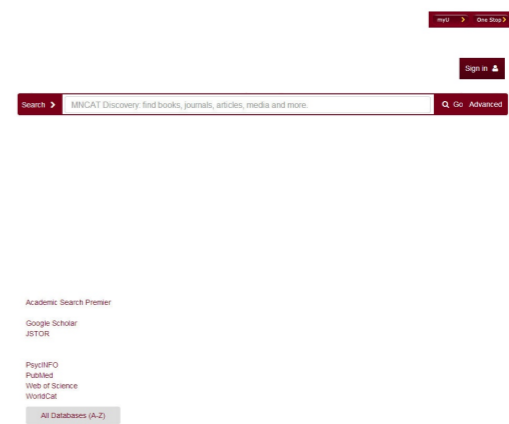 myU One Stop
Sign in
Search MNCAT Discovery: find books, journals, articles, media and more. Go Advanced
Academic Search Premier
Google Scholar
JSTOR
PsycINFO
PubMed
Web of Science
WorldCat
All Databases (A-Z)